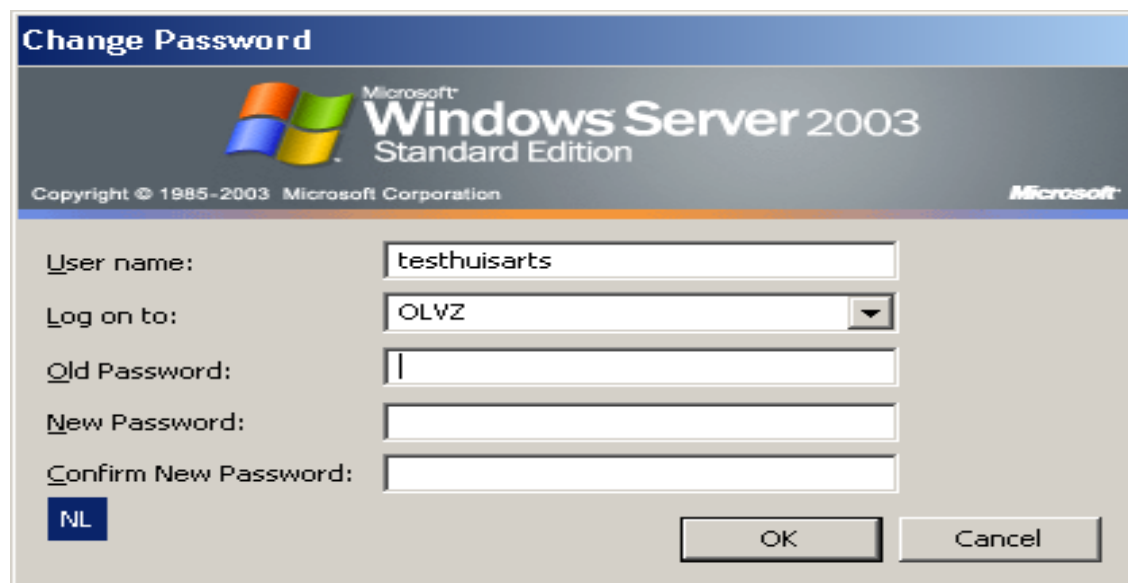 Change Password
Microsoft
Windows Server 2003
Standard Edition
Copyright © 1985-2003 Microsoft Corporation
Microsoft
User name:
testhuisarts
Log on to:
OLVZ
Old Password:
New Password:
Confirm New Password:
NL
OK
Cancel